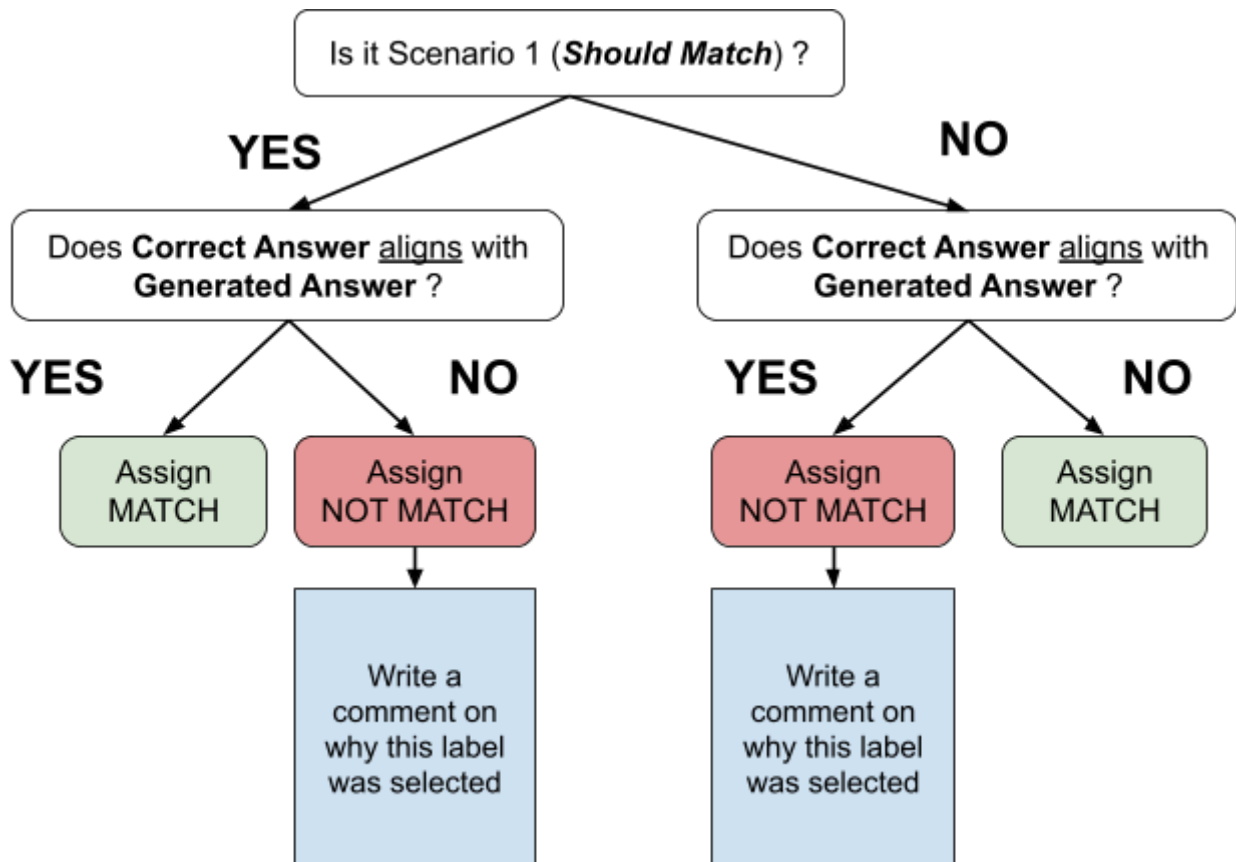 Is it Scenario 1 (Should Match) ?
YES
NO
Does Correct Answer aligns with
Generated Answer ?
Does Correct Answer aligns with
Generated Answer ?
YES
NO
YES
NO
Assign
MATCH
Assign
NOT MATCH
Assign
NOT MATCH
Assign
MATCH
Write a
comment on
why this label
was selected
Write a
comment on
why this label
was selected